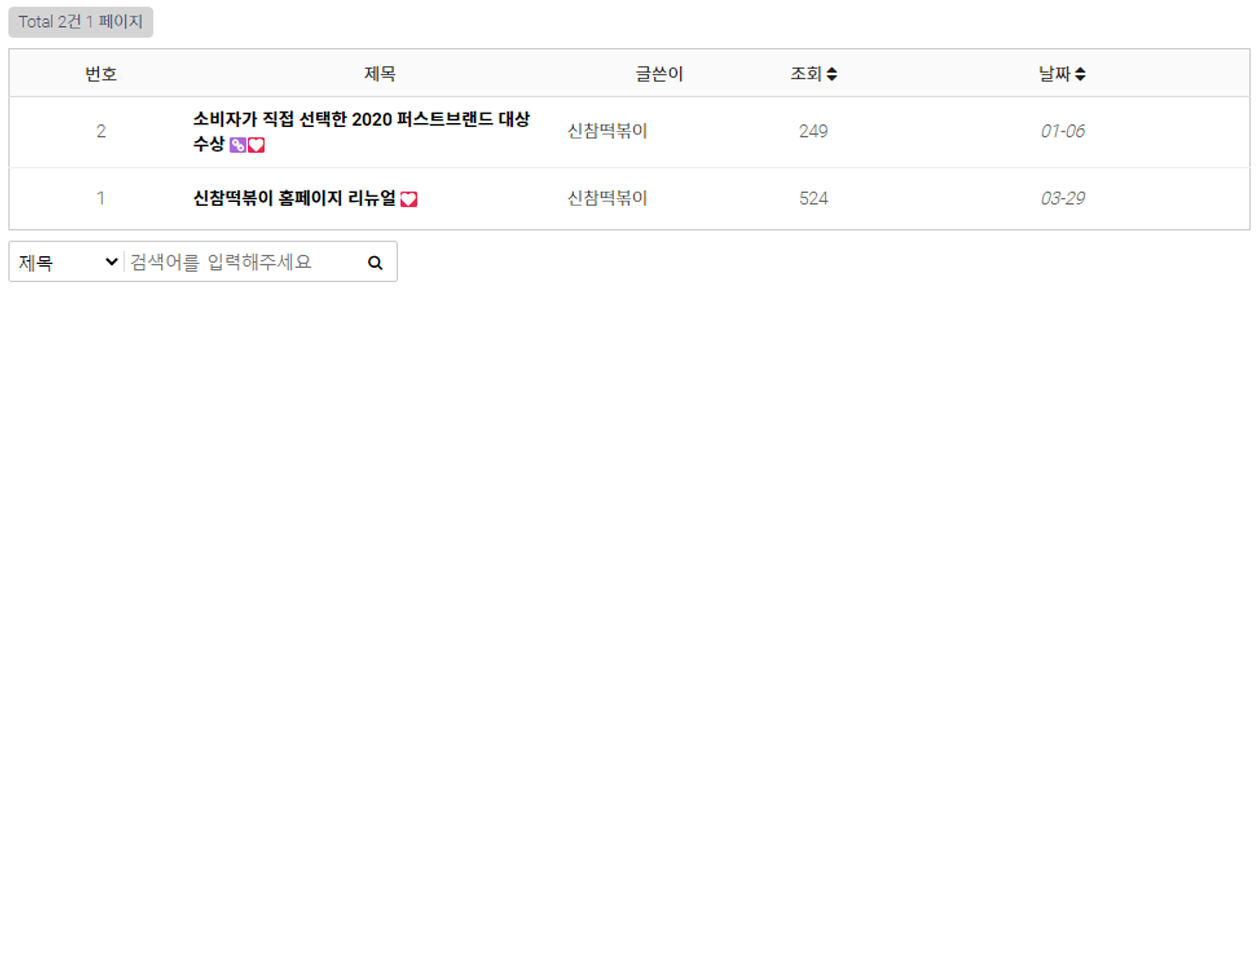 Total 2건 1 페이지
번호 제목 글쓴이 조회 날짜
2 소비자가 직접 선택한 2020 퍼스트브랜드 대상 수상 신참떡볶이 249 01-06
1 신참떡볶이 홈페이지 리뉴얼 신참떡볶이 524 03-29
제목 검색어를 입력해주세요